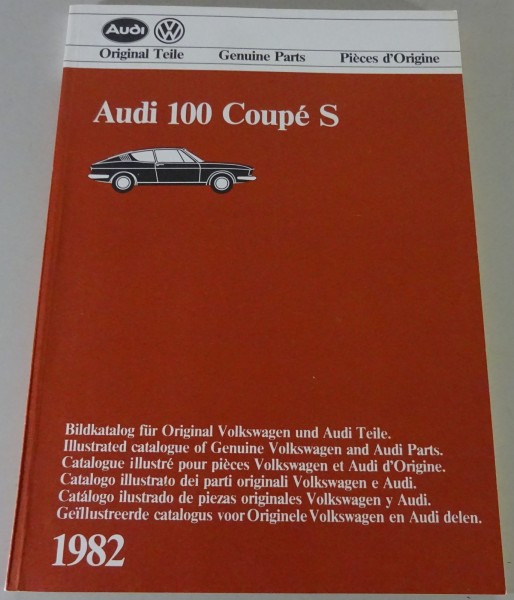 Audi VW
Original Teile Genuine Parts Pièces d'Origine
Audi 100 Coupé S
Bildkatalog für Original Volkswagen und Audi Teile.
Illustrated catalogue of Genuine Volkswagen and Audi Parts.
Catalogue illustré pour pièces Volkswagen et Audi d'Origine.
Catalogo illustrato dei parti originali Volkswagen e Audi.
Catálogo ilustrado de piezas originales Volkswagen y Audi.
Geïllustreerde catalogus voor Originele Volkswagen en Audi delen.
1982